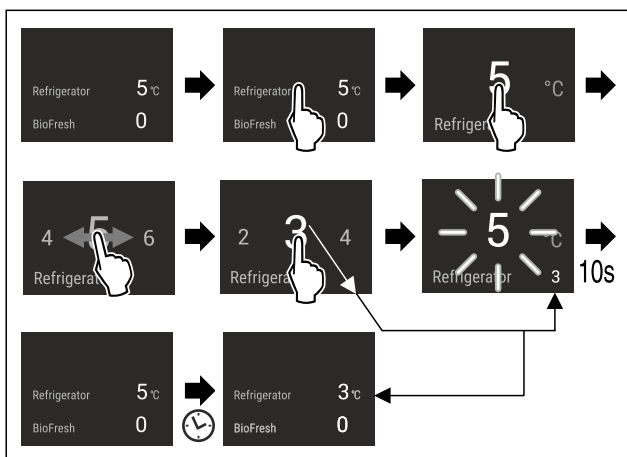 Refrigerator 5 °C
BioFresh 0
Refrigerator 5 °C
BioFresh 0
5 °C
Refriger
4 5 6
Refrigerator
2 3 4
Refrigera
5 °C
Refrigerator 3
10s
Refrigerator 5 °C
BioFresh 0
Refrigerator 3 °C
BioFresh 0